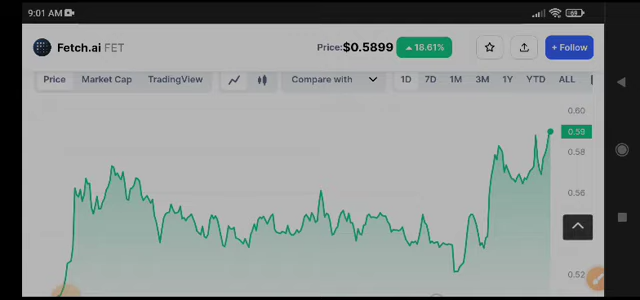 9:01 AM
Fetch.ai FET
Price:$0.5899 ▲ 18.61%
+ Follow
Price Market Cap TradingView
Compare with
1D 7D 1M 3M 1Y YTD ALL
0.60
0.59
0.58
0.56
0.52